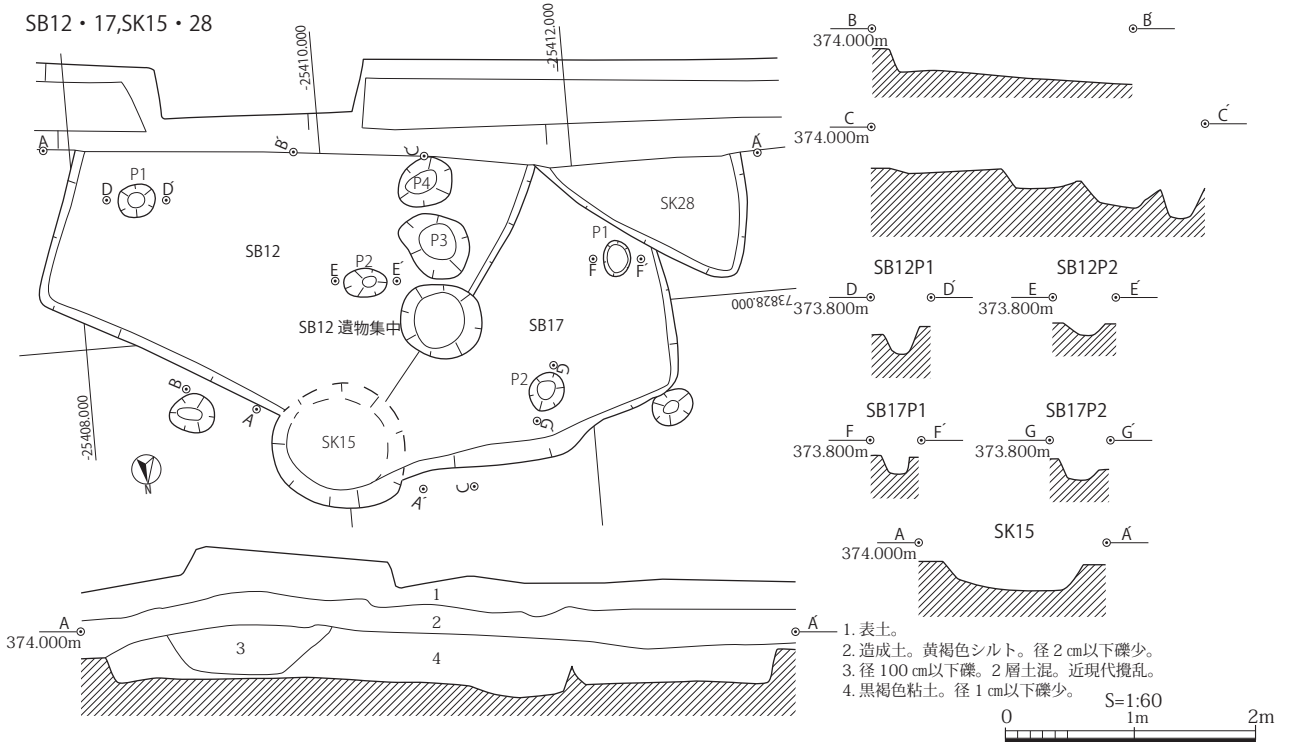 SB12・17,SK15・28
-25410.000
-25412.000
A
B´
C´
A´
P1
D
D´
P4
SK28
SB12
P3
P1
F
F´
P2
E
E´
73828.000
SB12 遺物集中
SB17
G´
P2
G
B
A
SK15
-25408.000
N
A´
C
1
2
A
374.000m
3
4
A´
B
B´
374.000m
C
C´
374.000m
SB12P1
SB12P2
D
D´
373.800m
E
E´
373.800m
SB17P1
SB17P2
F
F´
373.800m
G
G´
373.800m
SK15
A
A´
374.000m
1. 表土。
2. 造成土。黄褐色シルト。径 2 ㎝以下礫少。
3. 径 100 ㎝以下礫。2 層土混。近現代攪乱。
4. 黒褐色粘土。径 1 ㎝以下礫少。
S=1:60
0
1m
2m